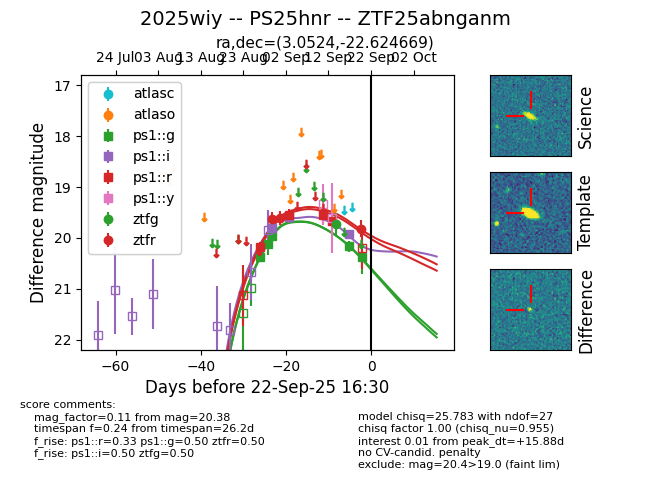 2025wiy -- PS25hnr -- ZTF25abnganm
ra,dec=(3.0524,-22.624669)
24 Jul 03 Aug 13 Aug 23 Aug 02 Sep 12 Sep 22 Sep 02 Oct
17
18
19
20
21
22
Difference magnitude
atlasc
atlaso
ps1::g
ps1::i
ps1::r
ps1::y
ztfg
ztfr
−60 −40 −20 0
Days before 22-Sep-25 16:30
Science
Template
Difference
score comments:
mag_factor=0.11 from mag=20.38
timespan f=0.24 from timespan=26.2d
f_rise: ps1::r=0.33 ps1::g=0.50 ztfr=0.50
f_rise: ps1::i=0.50 ztfg=0.50
model chisq=25.783 with ndof=27
chisq factor 1.00 (chisq_nu=0.955)
interest 0.01 from peak_dt=+15.88d
no CV-candid. penalty
exclude: mag=20.4>19.0 (faint lim)